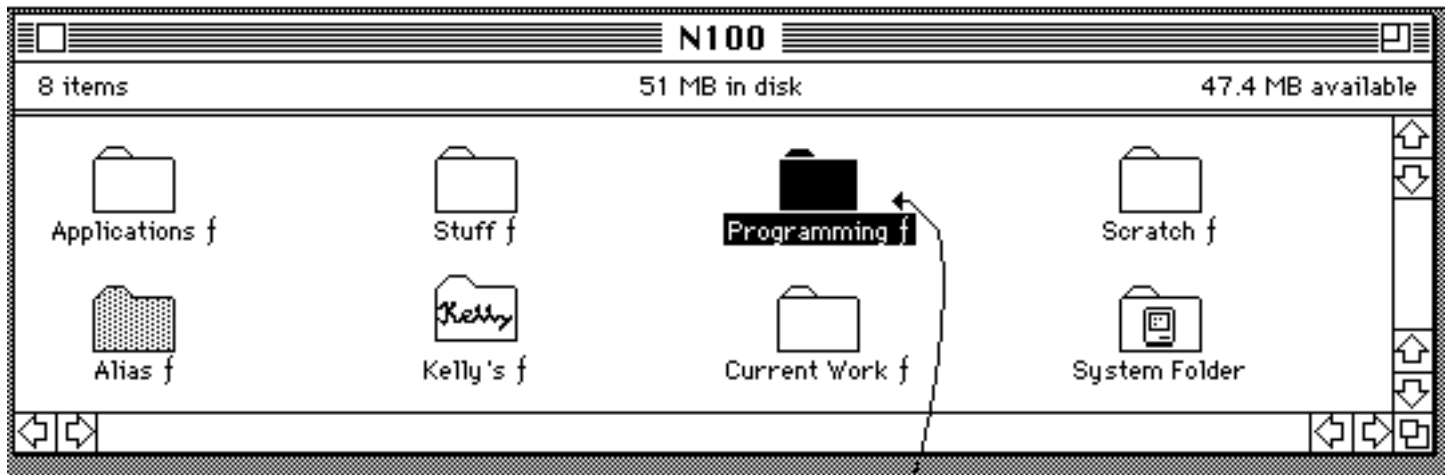 N100
8 items 51 MB in disk 47.4 MB available
Applications ƒ Stuff ƒ Programming ƒ Scratch ƒ
Kelly
Alias ƒ Kelly's ƒ Current Work ƒ System Folder